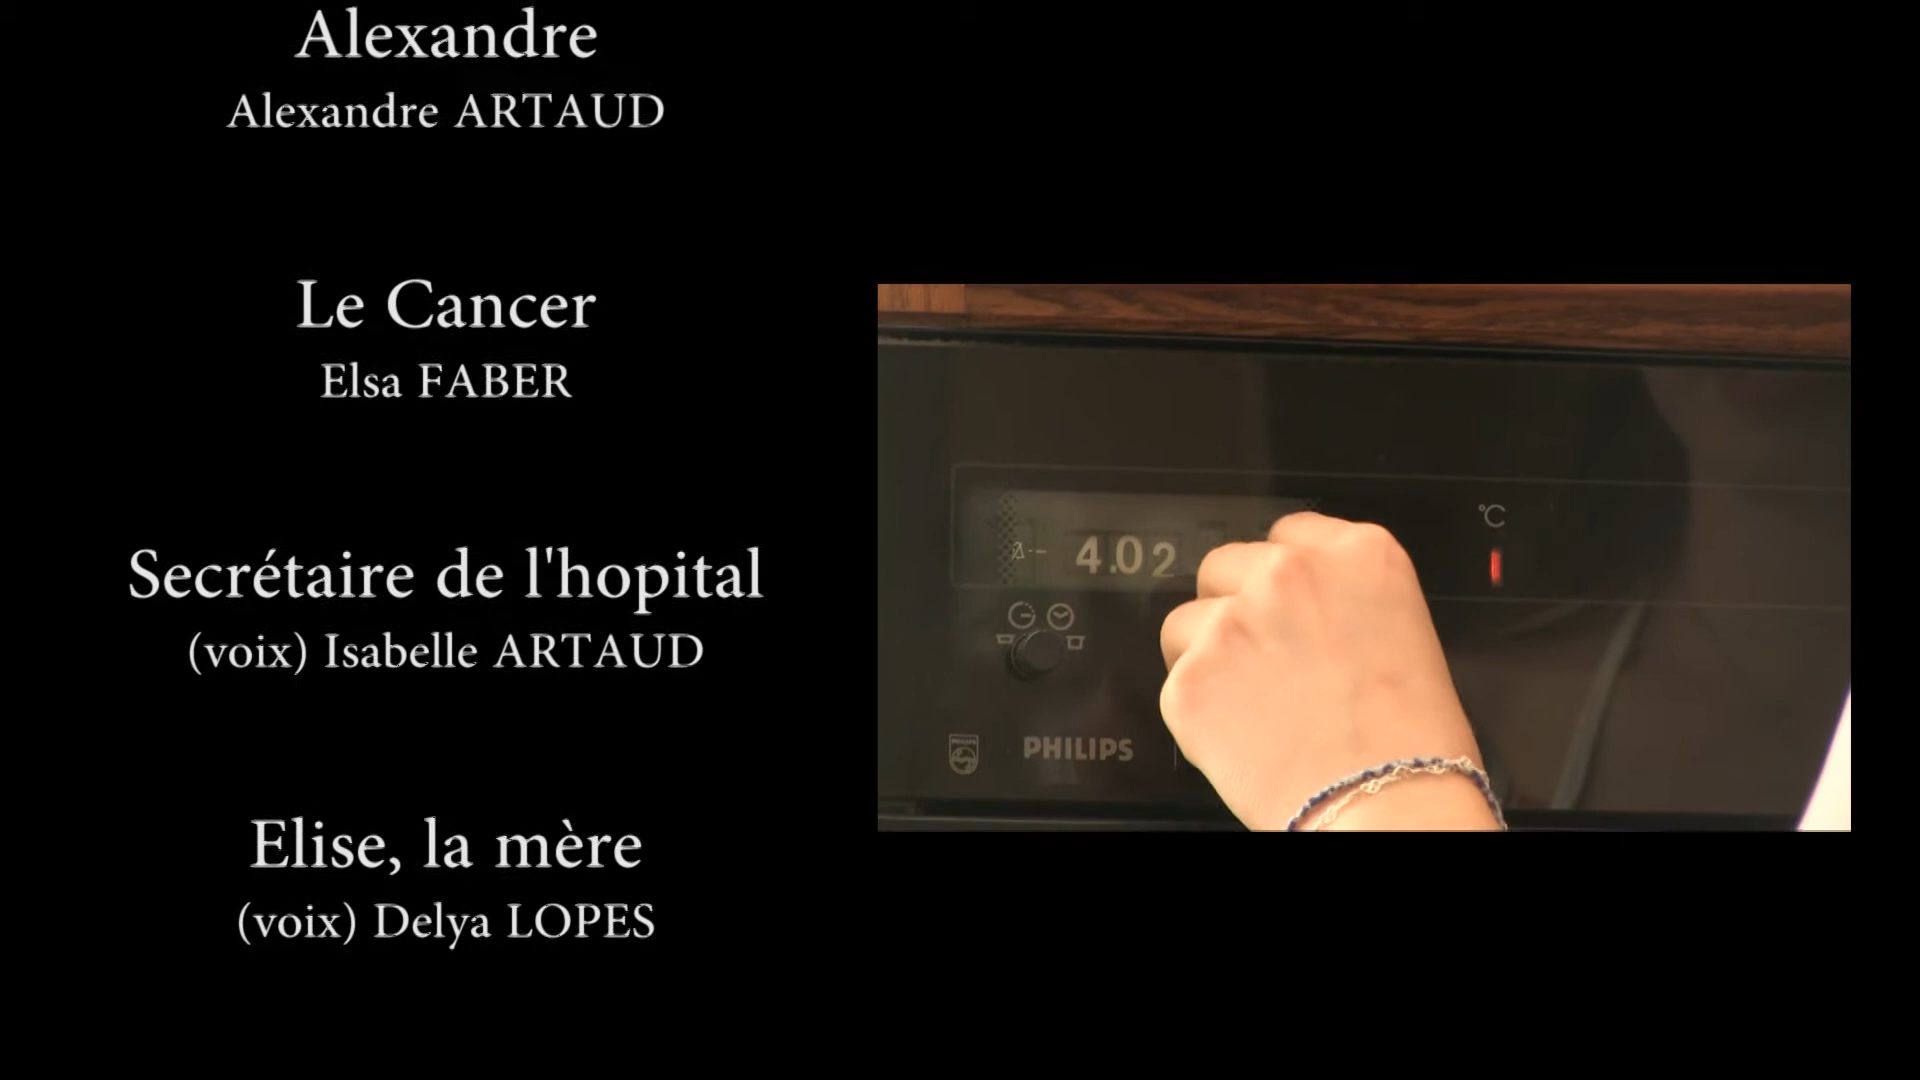 Alexandre
Alexandre ARTAUD
Le Cancer
Elsa FABER
Secrétaire de l'hopital
(voix) Isabelle ARTAUD
Elise, la mère
(voix) Delya LOPES
4.02
°C
PHILIPS